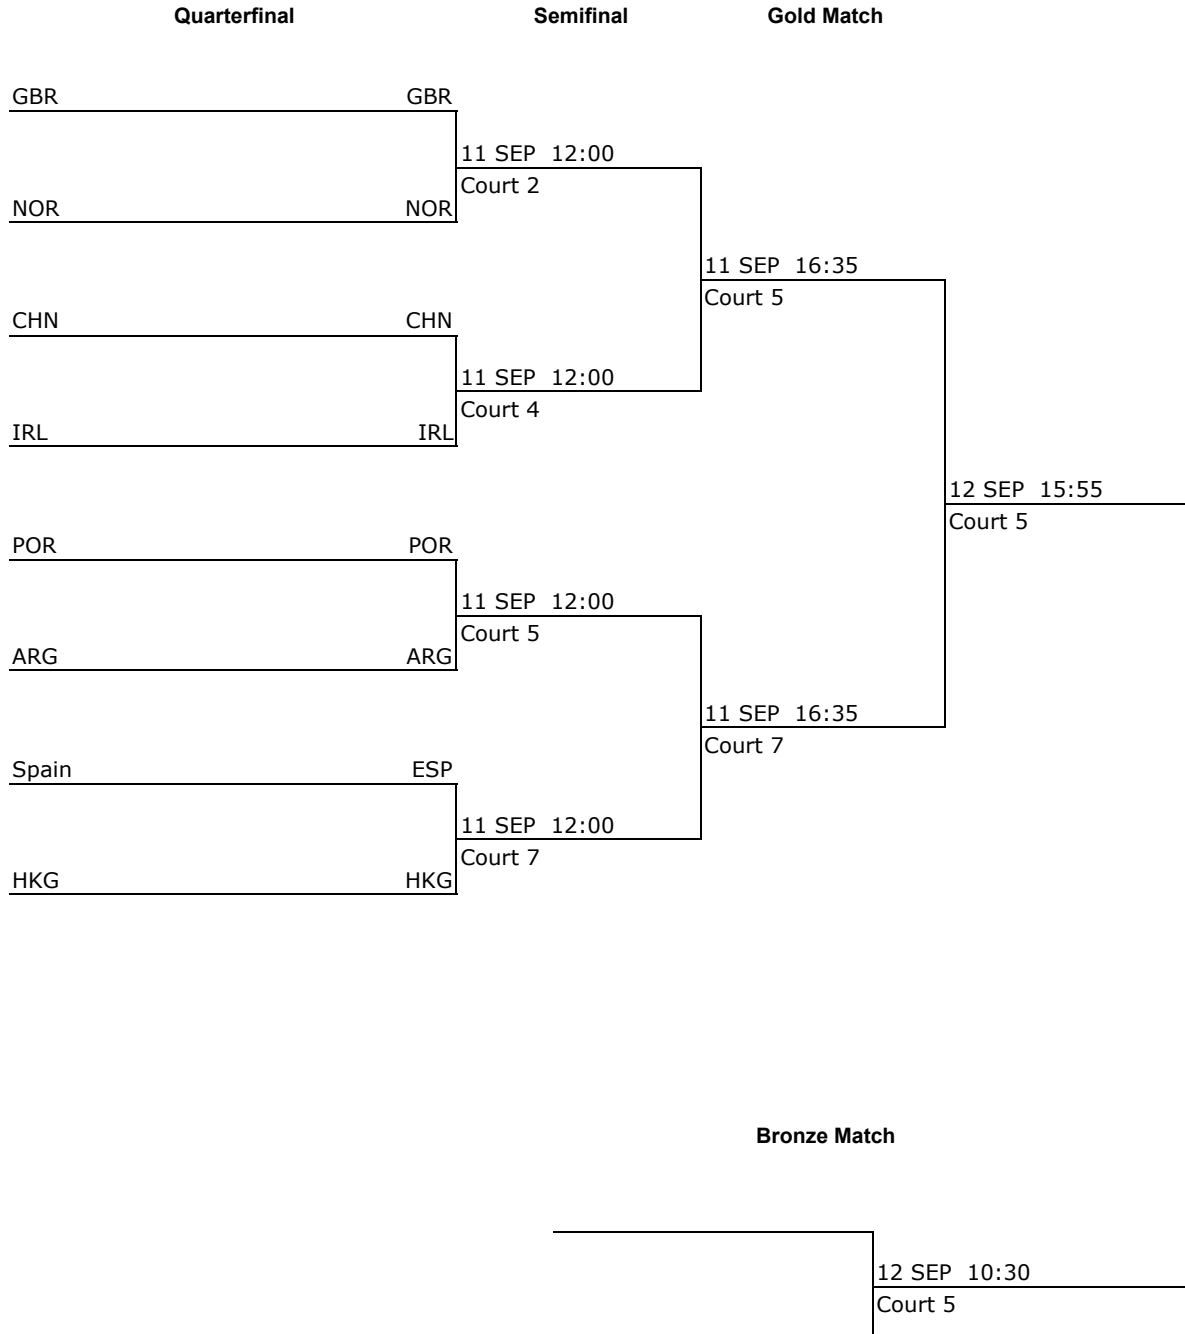 Quarterfinal Semifinal Gold Match
GBR GBR
11 SEP 12:00
Court 2
NOR NOR
11 SEP 16:35
Court 5
CHN CHN
11 SEP 12:00
Court 4
IRL IRL
12 SEP 15:55
Court 5
POR POR
11 SEP 12:00
Court 5
ARG ARG
11 SEP 16:35
Court 7
Spain ESP
11 SEP 12:00
Court 7
HKG HKG
Bronze Match
12 SEP 10:30
Court 5